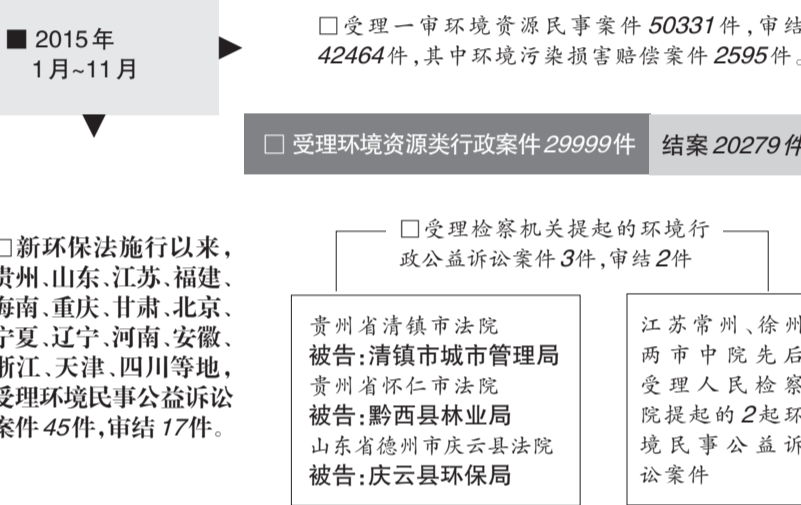 ■ 2015年
1月~11月
□受理一审环境资源民事案件50331件，审结
42464件，其中环境污染损害赔偿案件2595件。
□ 受理环境资源类行政案件29999件 结案20279件
□新环保法施行以来，
贵州、山东、江苏、福建、
海南、重庆、甘肃、北京、
宁夏、辽宁、河南、安徽、
浙江、天津、四川等地，
受理环境民事公益诉讼
案件45件，审结17件。
□受理检察机关提起的环境行
政公益诉讼案件3件，审结2件
贵州省清镇市法院
被告：清镇市城市管理局
贵州省怀仁市法院
被告：黔西县林业局
山东省德州市庆云县法院
被告：庆云县环保局
江苏常州、徐州
两市中院先后
受理人民检察
院提起的2起环
境民事公益诉
讼案件